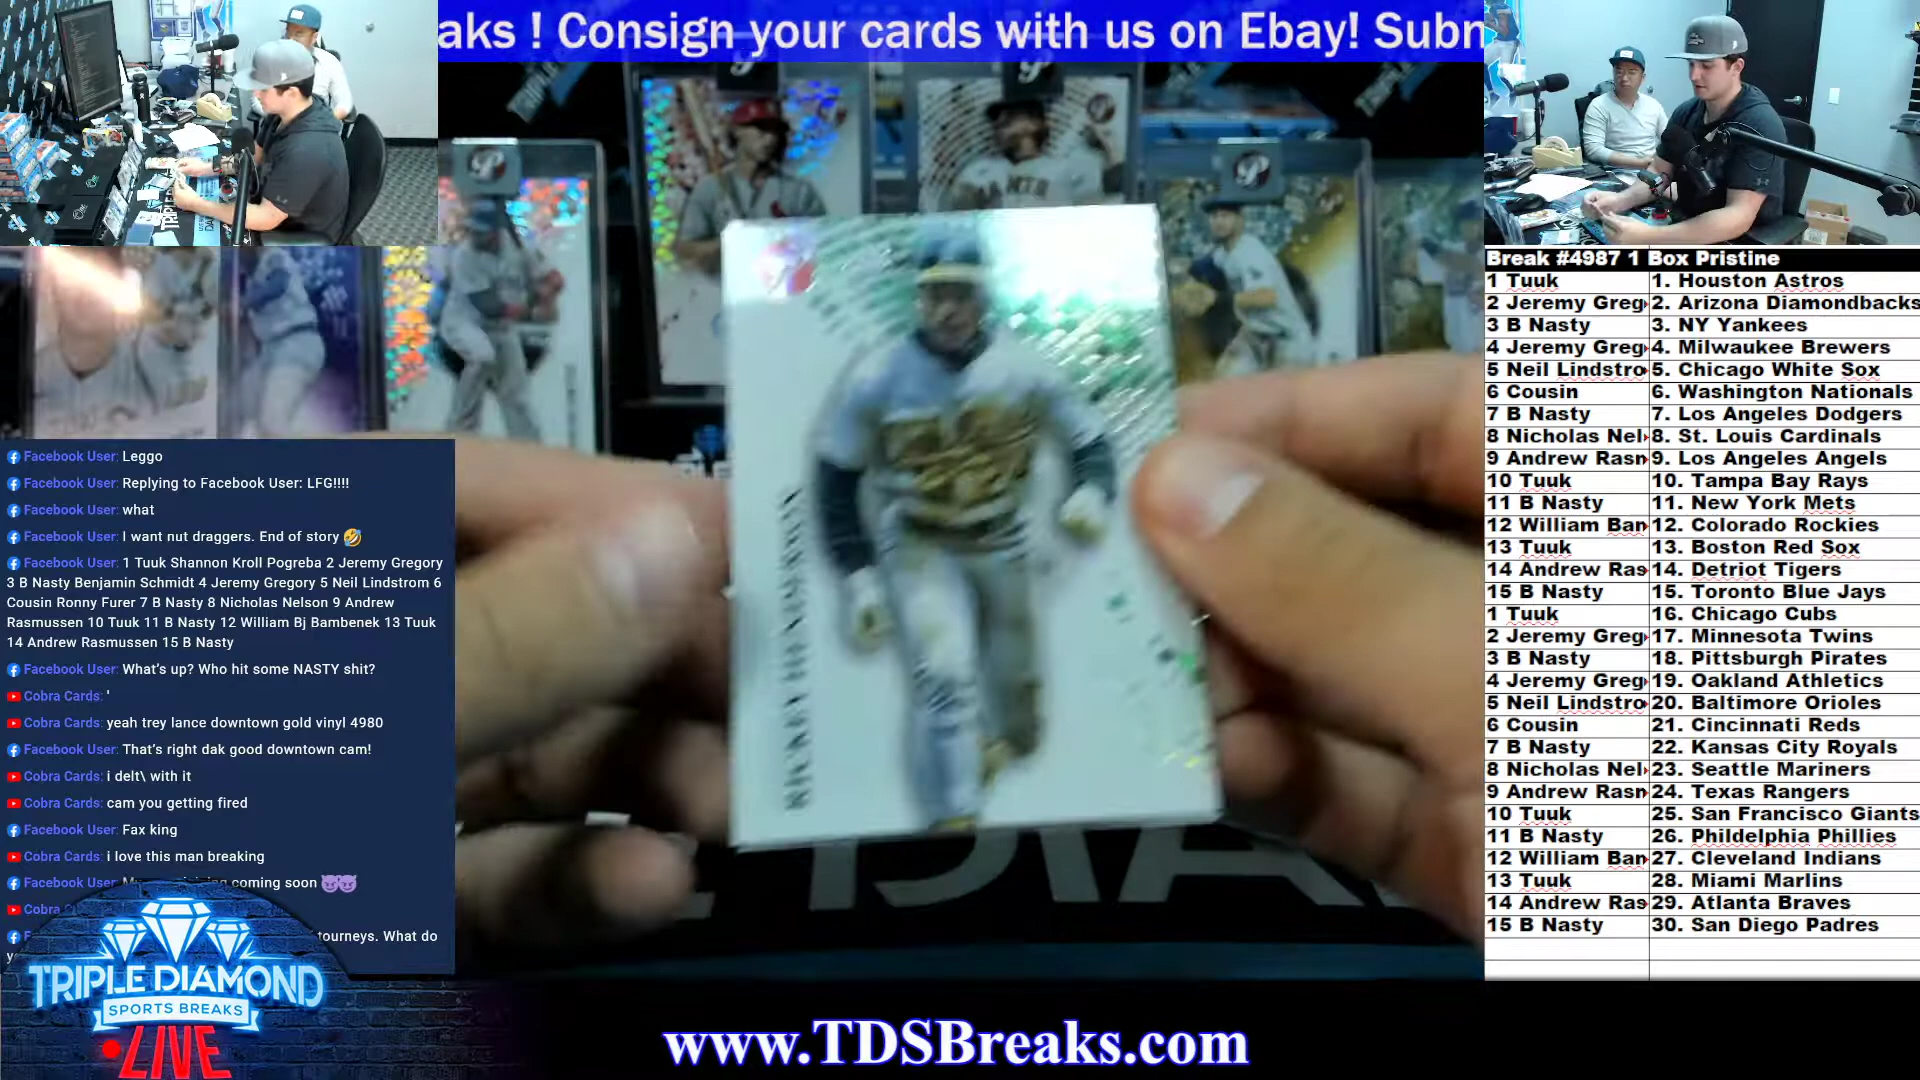 aks ! Consign your cards with us on Ebay! Subn
Facebook User: Leggo
Facebook User: Replying to Facebook User: LFG!!!!
Facebook User: what
Facebook User: I want nut draggers. End of story 🤣
Facebook User: 1 Tuuk Shannon Kroll Pogreba 2 Jeremy Gregory
3 B Nasty Benjamin Schmidt 4 Jeremy Gregory 5 Neil Lindstrom 6
Cousin Ronny Furer 7 B Nasty 8 Nicholas Nelson 9 Andrew
Rasmussen 10 Tuuk 11 B Nasty 12 William Bj Bambenek 13 Tuuk
14 Andrew Rasmussen 15 B Nasty
Facebook User: What's up? Who hit some NASTY shit?
Cobra Cards: '
Cobra Cards: yeah trey lance downtown gold vinyl 4980
Facebook User: That's right dak good downtown cam!
Cobra Cards: i delt\ with it
Cobra Cards: cam you getting fired
Facebook User: Fax king
Cobra Cards: i love this man breaking
Facebook User: coming soon 😈😈
Cobra
tourneys. What do
TRIPLE DIAMOND
SPORTS BREAKS
LIVE
RICKEY HENDERSON
www.TDSBreaks.com
Break #4987 1 Box Pristine
1 Tuuk 1. Houston Astros
2 Jeremy Greg 2. Arizona Diamondbacks
3 B Nasty 3. NY Yankees
4 Jeremy Greg 4. Milwaukee Brewers
5 Neil Lindstro 5. Chicago White Sox
6 Cousin 6. Washington Nationals
7 B Nasty 7. Los Angeles Dodgers
8 Nicholas Nel 8. St. Louis Cardinals
9 Andrew Rasn 9. Los Angeles Angels
10 Tuuk 10. Tampa Bay Rays
11 B Nasty 11. New York Mets
12 William Ban 12. Colorado Rockies
13 Tuuk 13. Boston Red Sox
14 Andrew Ras 14. Detriot Tigers
15 B Nasty 15. Toronto Blue Jays
1 Tuuk 16. Chicago Cubs
2 Jeremy Greg 17. Minnesota Twins
3 B Nasty 18. Pittsburgh Pirates
4 Jeremy Greg 19. Oakland Athletics
5 Neil Lindstro 20. Baltimore Orioles
6 Cousin 21. Cincinnati Reds
7 B Nasty 22. Kansas City Royals
8 Nicholas Nel 23. Seattle Mariners
9 Andrew Rasn 24. Texas Rangers
10 Tuuk 25. San Francisco Giants
11 B Nasty 26. Phildelphia Phillies
12 William Ban 27. Cleveland Indians
13 Tuuk 28. Miami Marlins
14 Andrew Ras 29. Atlanta Braves
15 B Nasty 30. San Diego Padres